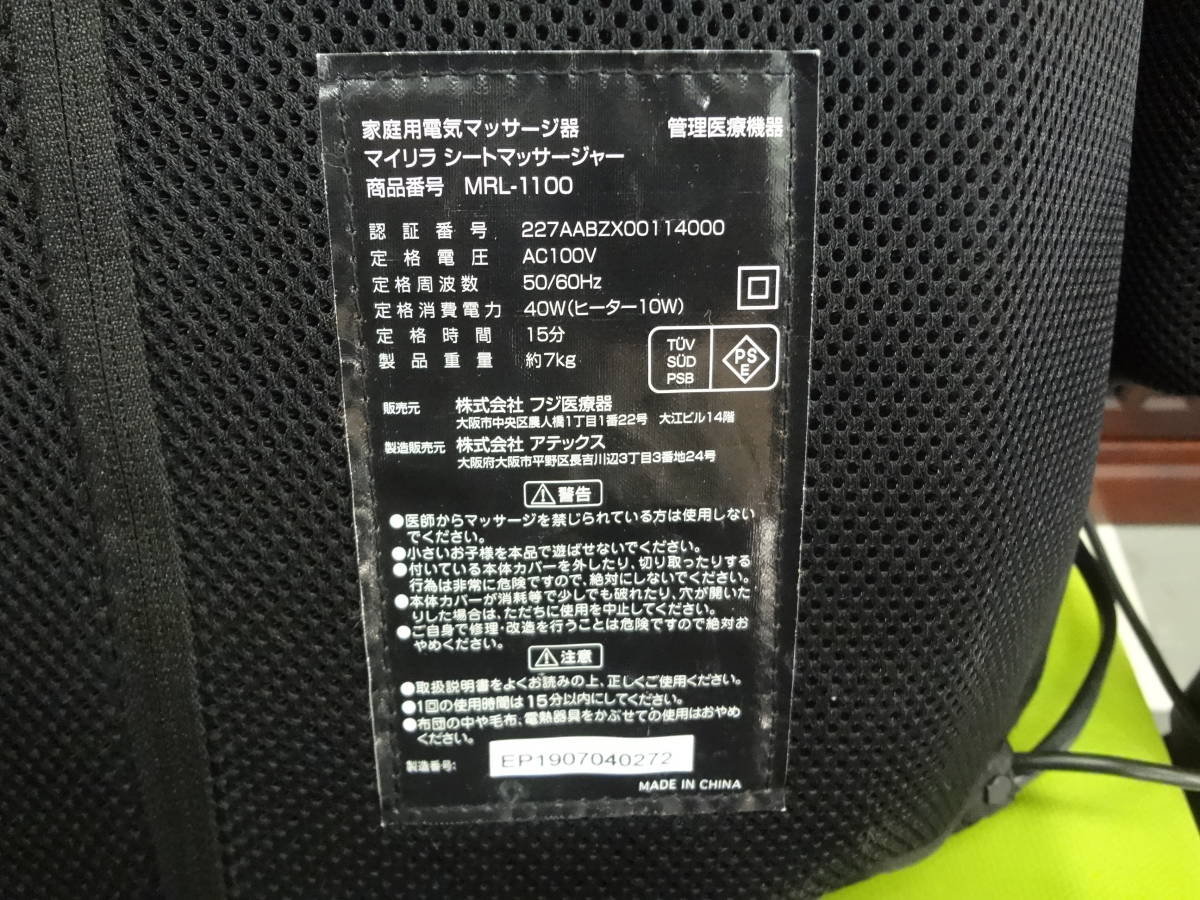 家庭用電気マッサージ器 管理医療機器
マイリラ シートマッサージャー
商品番号 MRL-1100
認証番号 227AABZX00114000
定格電圧 AC100V
定格周波数 50/60Hz
定格消費電力 40W(ヒーター10W)
定格時間 15分
製品重量 約7kg
TÜV
SÜD
PSB
PS
E
販売元 株式会社 フジ医療器
大阪市中央区農人橋1丁目1番22号 大江ビル14階
製造販売元 株式会社 アテックス
大阪府大阪市平野区長吉川辺3丁目3番地24号
警告
●医師からマッサージを禁じられている方は使用しない
でください。
●小さいお子様を本品で遊ばせないでください。
●付いている本体カバーを外したり、切り取ったりする
行為は非常に危険ですので、絶対にしないでください。
●本体カバーが消耗等で少しでも破れたり、穴が開いた
りした場合は、ただちに使用を中止してください。
●ご自身で修理・改造を行うことは危険ですので絶対お
やめください。
注意
●取扱説明書をよくお読みの上、正しくご使用ください。
●1回の使用時間は15分以内にしてください。
●布団の中や毛布、電熱器具をかぶせての使用はおやめ
ください。
製造番号: EP1907040272
MADE IN CHINA